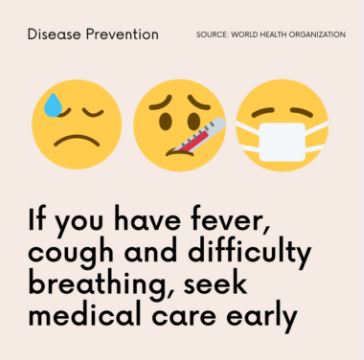 Disease Prevention
SOURCE: WORLD HEALTH ORGANIZATION
If you have fever,
cough and difficulty
breathing, seek
medical care early